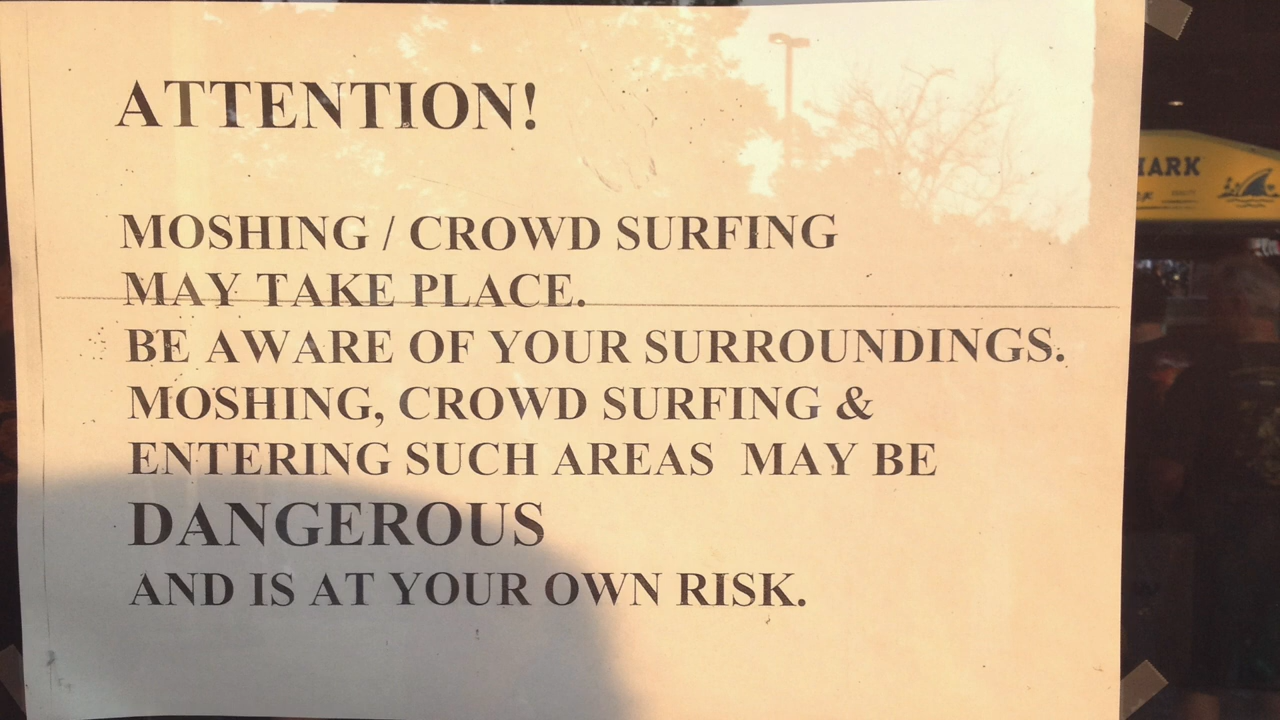 ATTENTION!
MOSHING / CROWD SURFING
MAY TAKE PLACE.
BE AWARE OF YOUR SURROUNDINGS.
MOSHING, CROWD SURFING &
ENTERING SUCH AREAS MAY BE
DANGEROUS
AND IS AT YOUR OWN RISK.